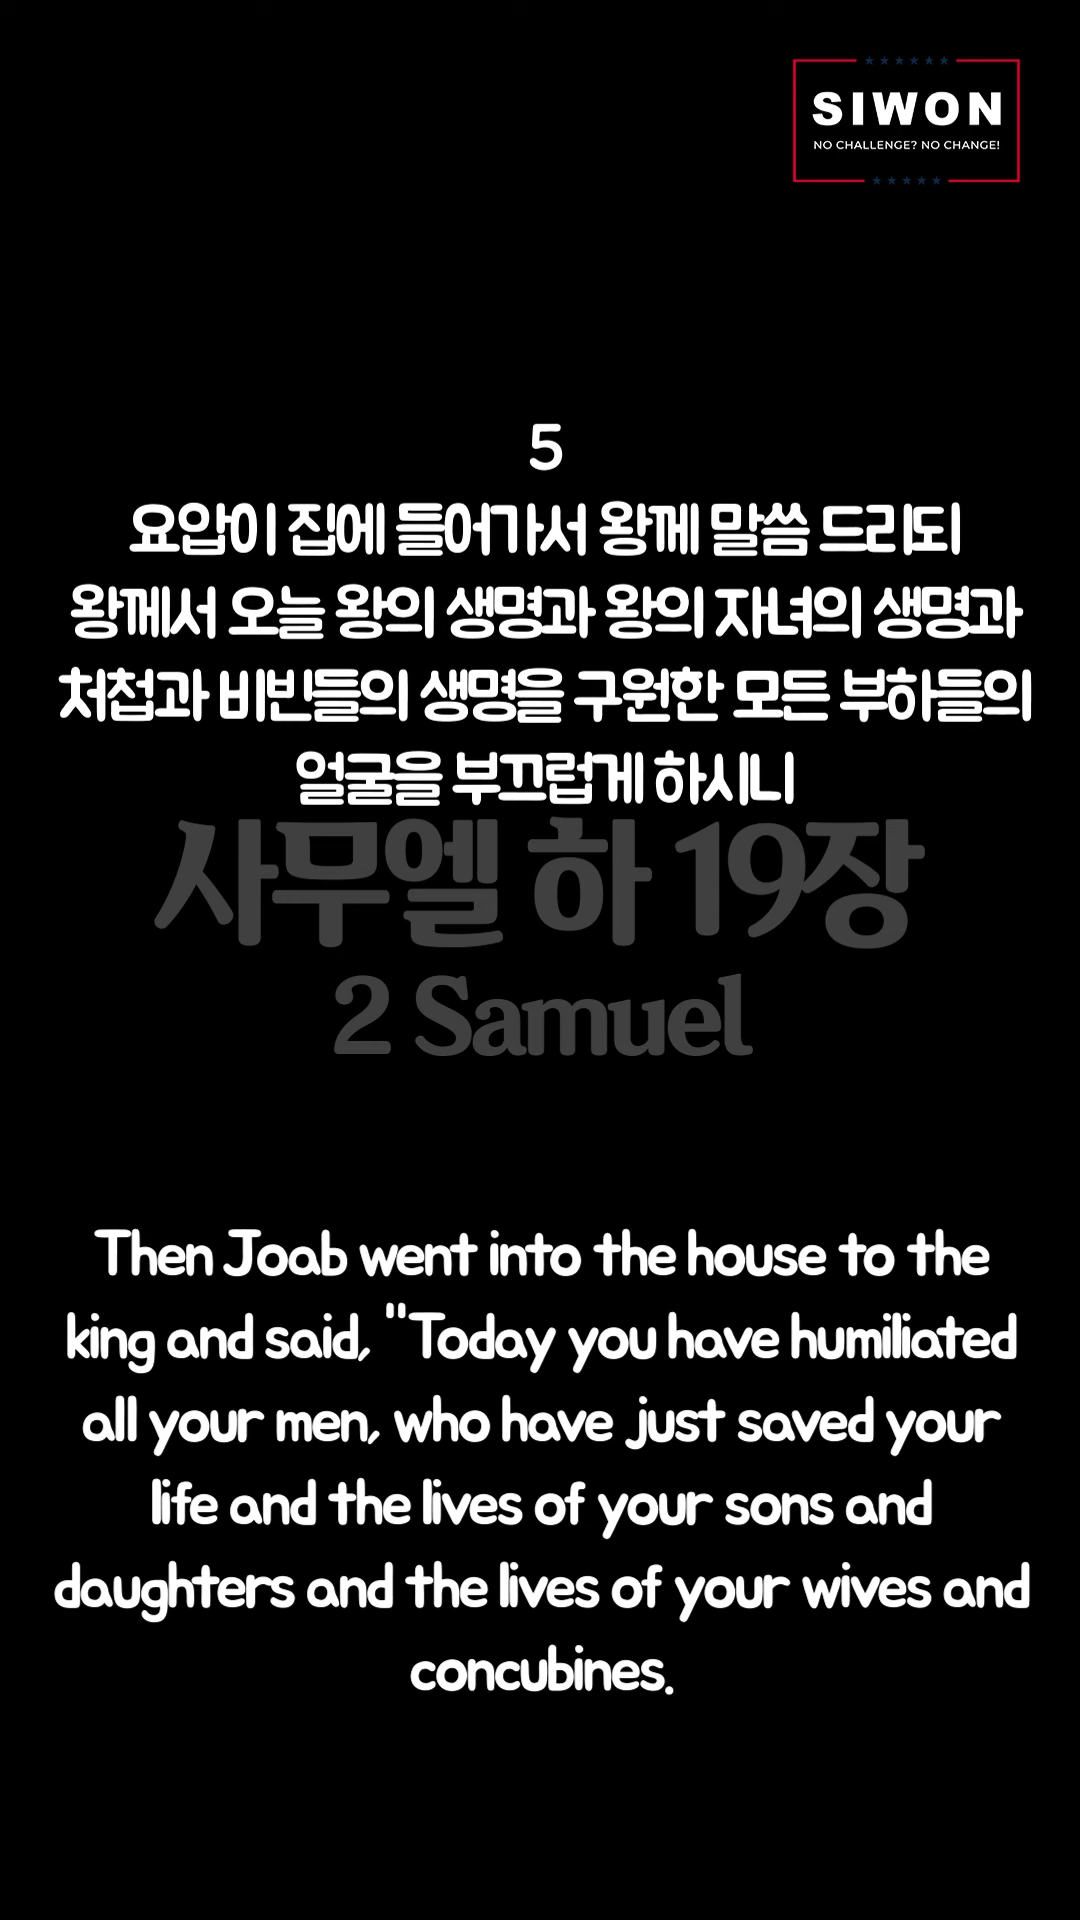 SIWON
NO CHALLENGE? NO CHANGE!
5
요압이 집에 들어가서 왕께 말씀 드리되
왕께서 오늘 왕의 생명과 왕의 자녀의 생명과
처첩과 비빈들의 생명을 구원한 모든 부하들의
얼굴을 부끄럽게 하시니
사무엘 하 19장
2 Samuel
Then Joab went into the house to the
king and said, "Today you have humiliated
all your men, who have just saved your
life and the lives of your sons and
daughters and the lives of your wives and
concubines.